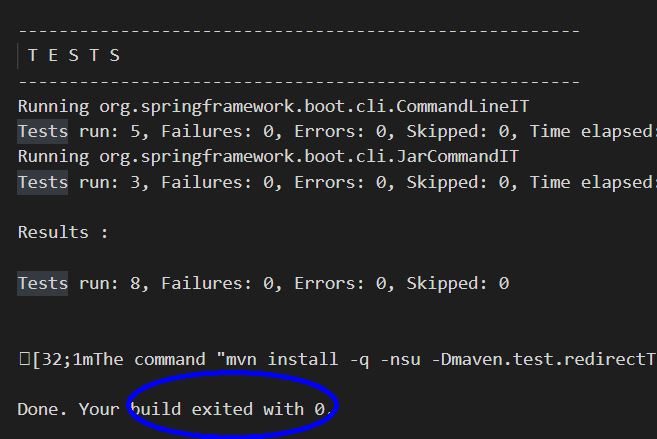 -------------------------------------------------------
T E S T S
-------------------------------------------------------
Running org.springframework.boot.cli.CommandLineIT
Tests run: 5, Failures: 0, Errors: 0, Skipped: 0, Time elapsed:
Running org.springframework.boot.cli.JarCommandIT
Tests run: 3, Failures: 0, Errors: 0, Skipped: 0, Time elapsed:
Results :
Tests run: 8, Failures: 0, Errors: 0, Skipped: 0
[32;1mThe command "mvn install -q -nsu -Dmaven.test.redirectT
Done. Your build exited with 0.